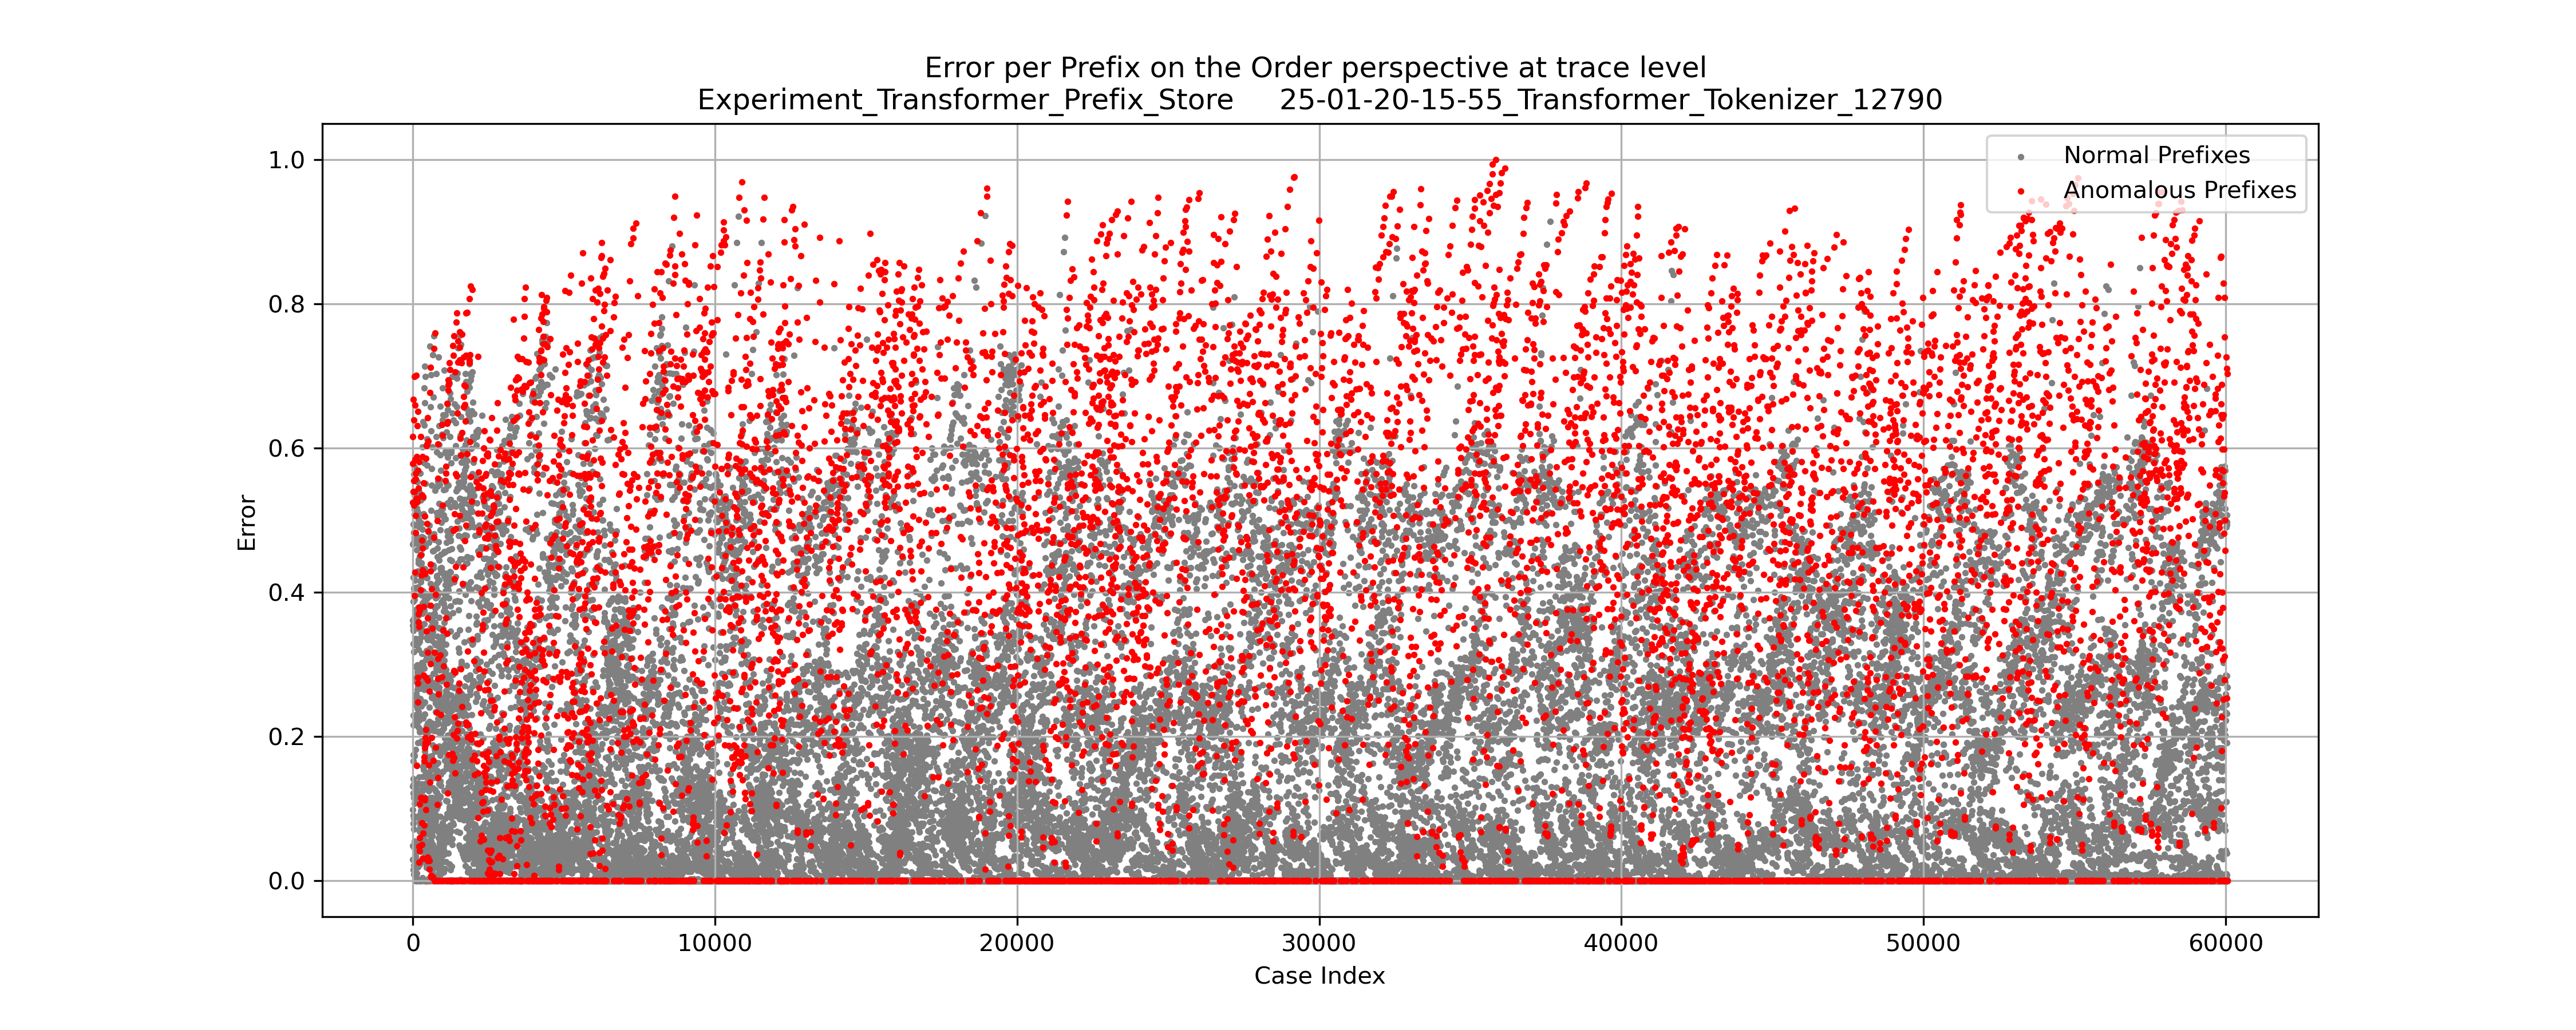 Error per Prefix on the Order perspective at trace level
Experiment_Transformer_Prefix_Store 25-01-20-15-55_Transformer_Tokenizer_12790
Normal Prefixes
Anomalous Prefixes
Error
1.0
0.8
0.6
0.4
0.2
0.0
0 10000 20000 30000 40000 50000 60000
Case Index